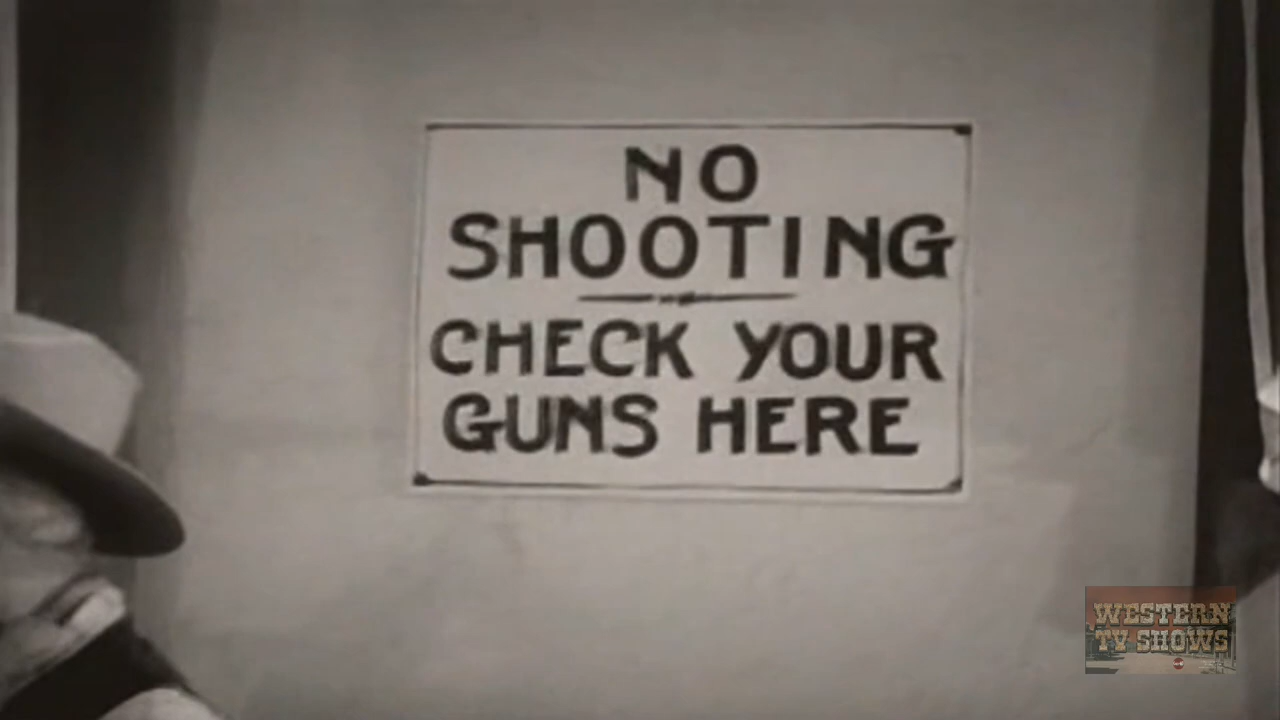 NO
SHOOTING
CHECK YOUR
GUNS HERE
WESTERN
TV SHOWS